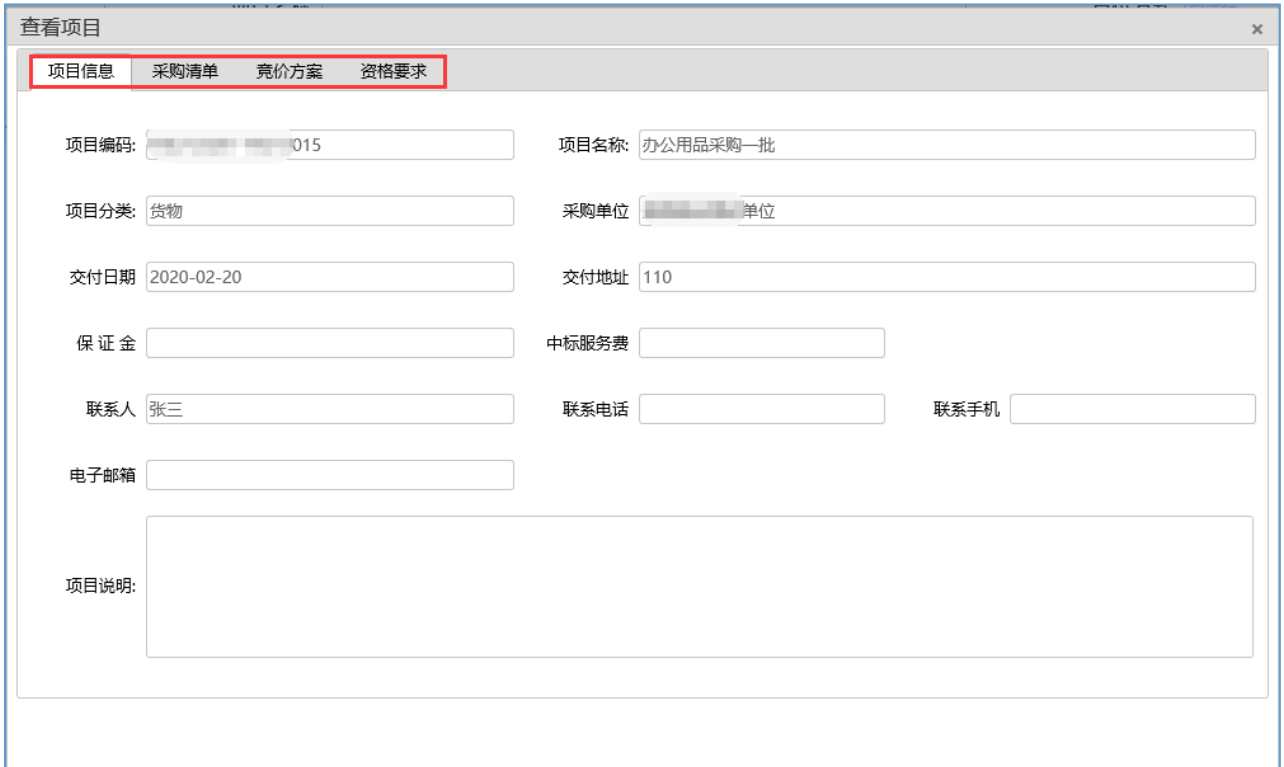 查看项目
×
项目信息 采购清单 竞价方案 资格要求
项目编码: 015 项目名称: 办公用品采购一批
项目分类: 货物 采购单位 单位
交付日期 2020-02-20 交付地址 110
保 证 金 中标服务费
联系人 张三 联系电话 联系手机
电子邮箱
项目说明: